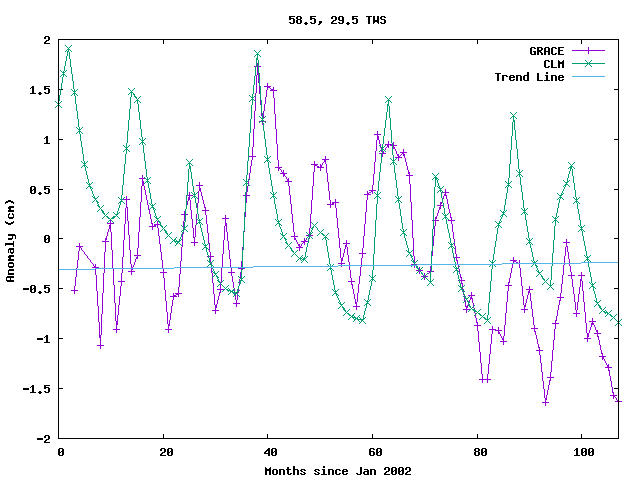 58.5, 29.5 TWS
GRACE
CLM
Trend Line
2
1.5
1
0.5
0
-0.5
-1
-1.5
-2
Anomaly (cm)
0 20 40 60 80 100
Months since Jan 2002